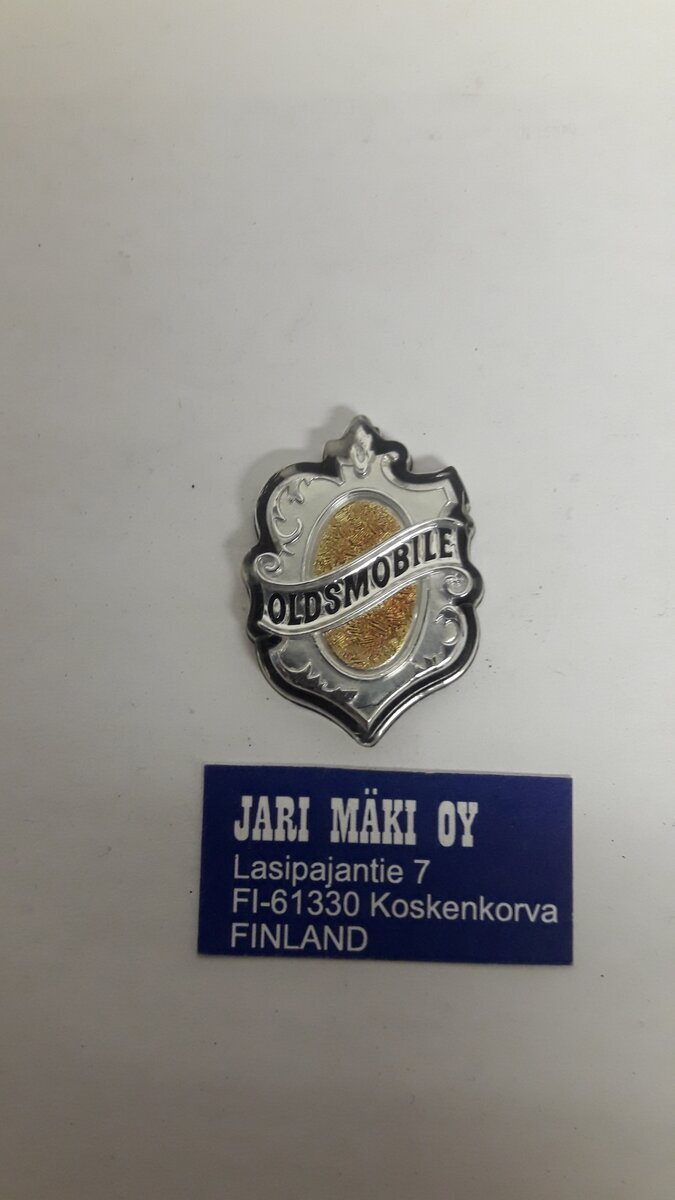 OLDSMOBILE
JARI MÄKI OY
Lasipajantie 7
FI-61330 Koskenkorva
FINLAND